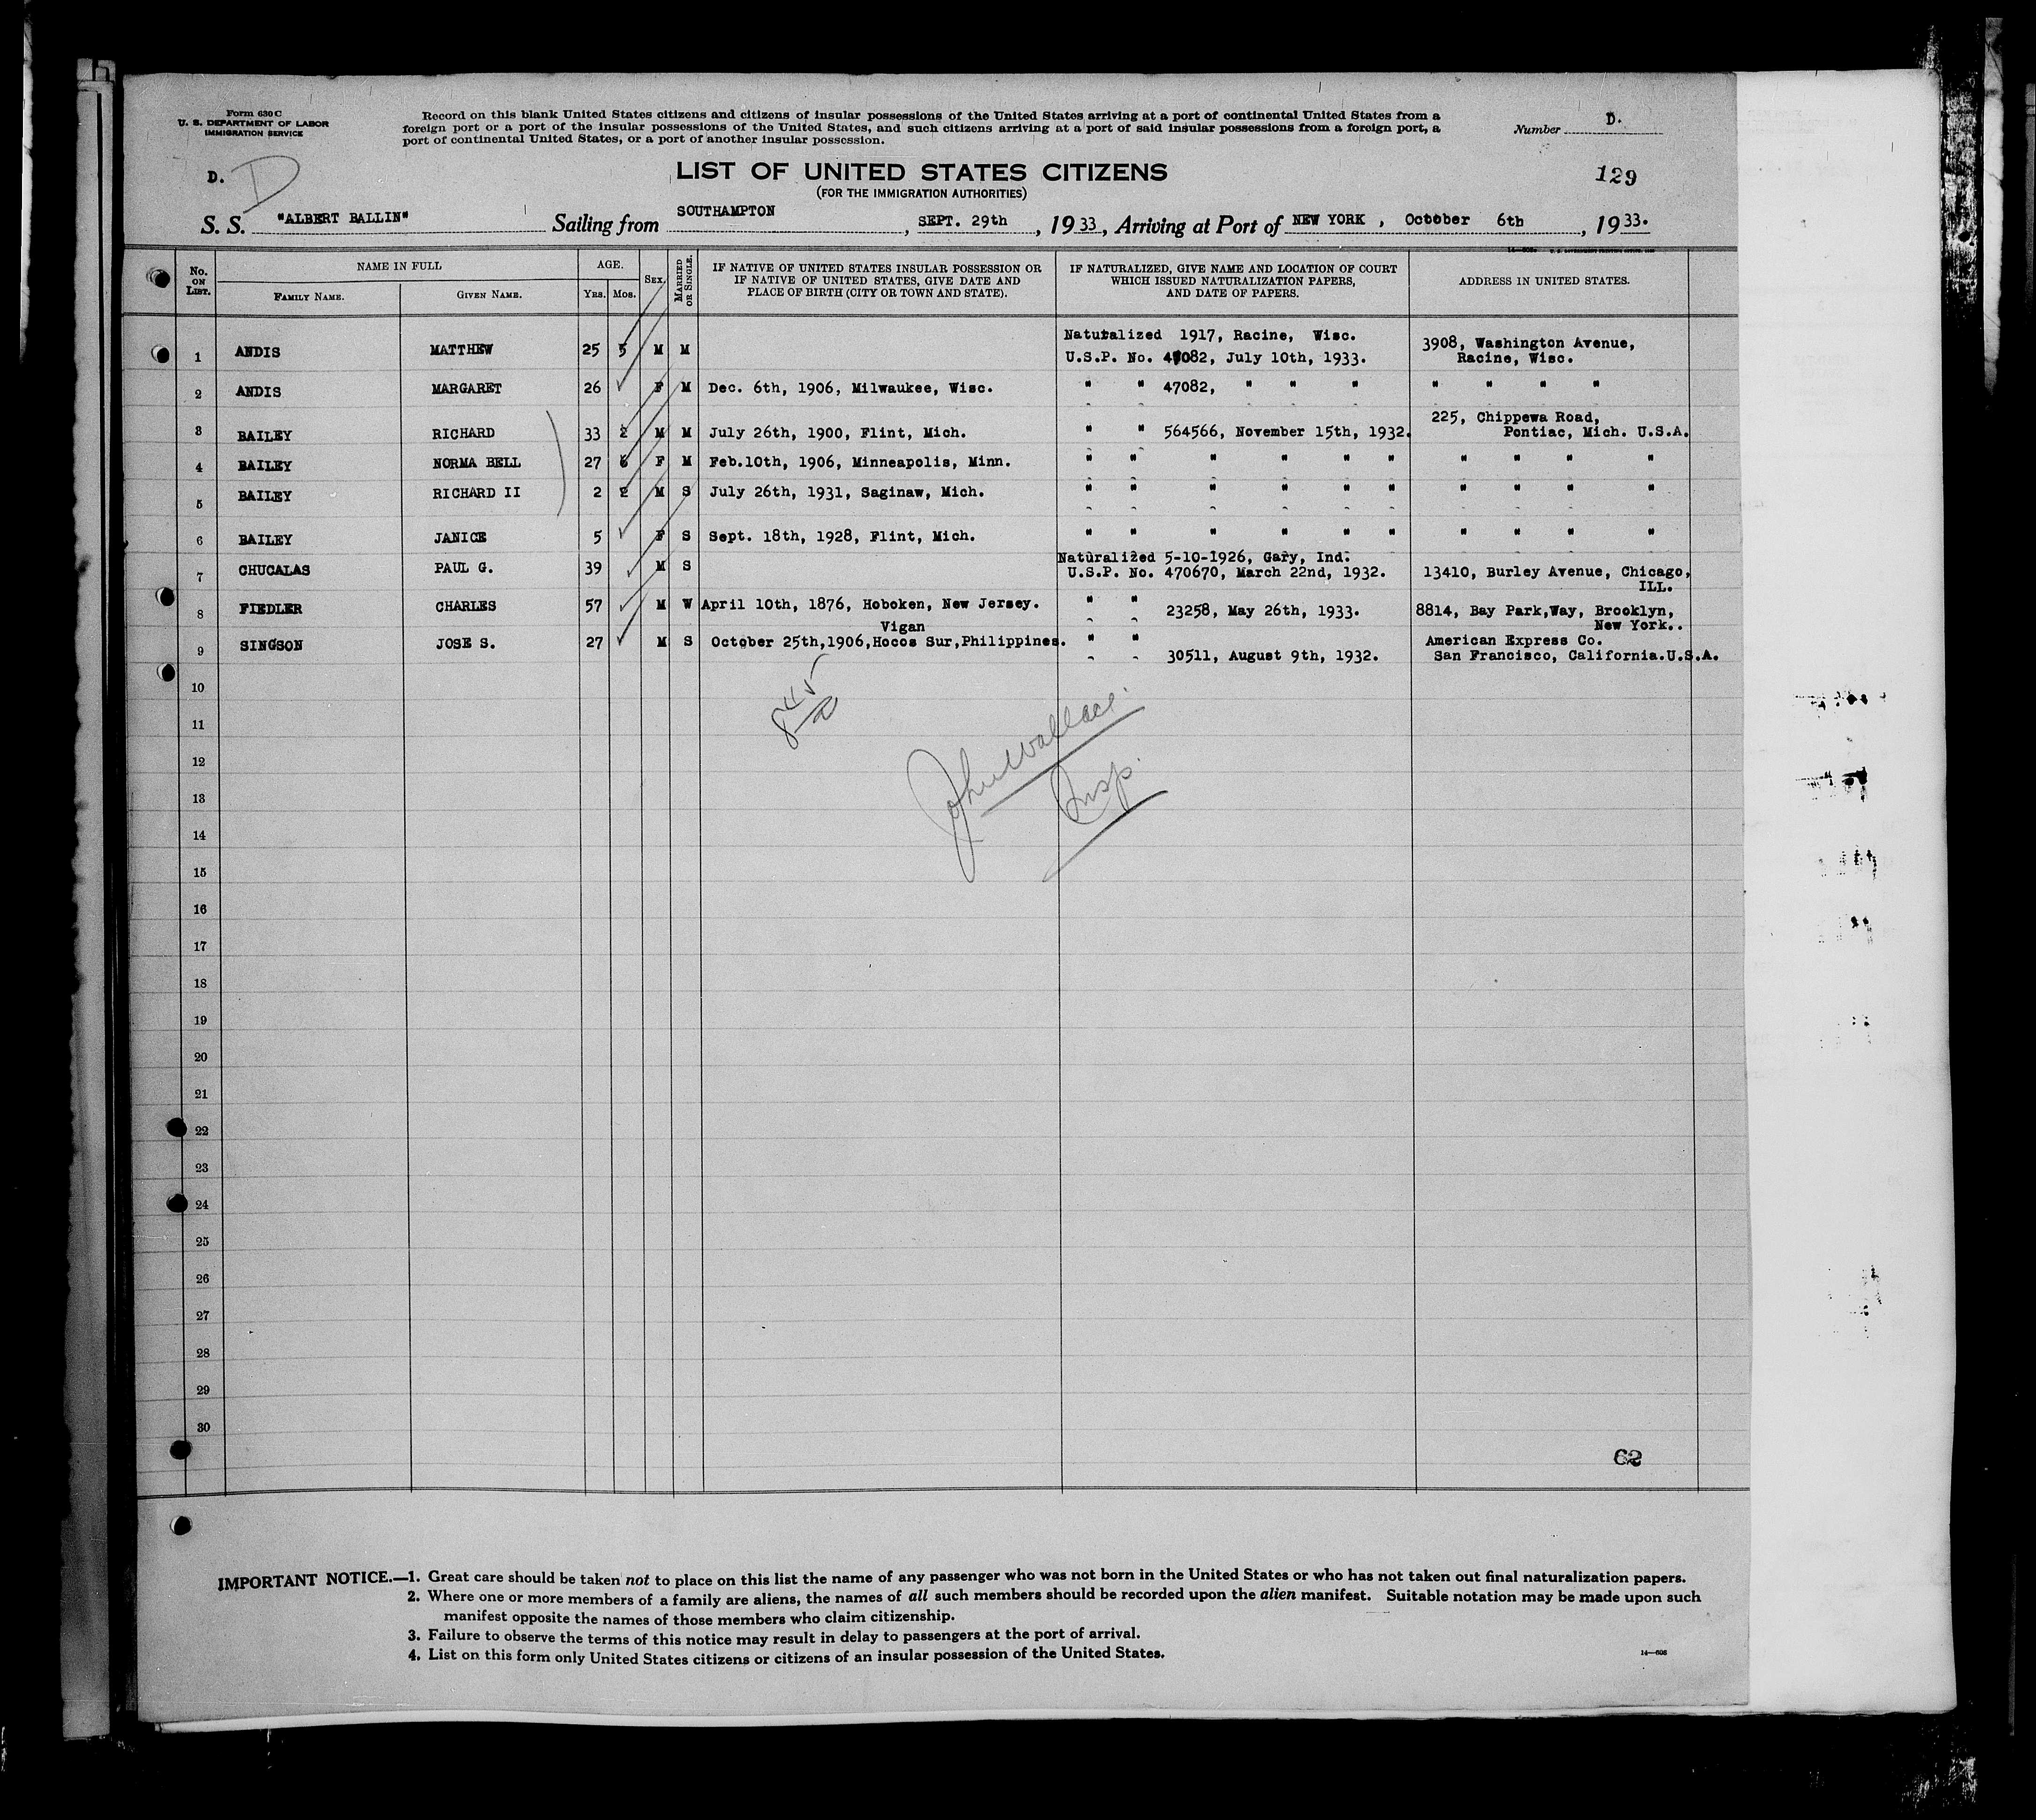 Form 630 C
U. S. DEPARTMENT OF LABOR
IMMIGRATION SERVICE
Record on this blank United States citizens and citizens of insular possessions of the United States arriving at a port of continental United States from a
foreign port or a port of the insular possessions of the United States, and such citizens arriving at a port of said insular possessions from a foreign port, a
port of continental United States, or a port of another insular possession.
Number D.
D. D
LIST OF UNITED STATES CITIZENS
(FOR THE IMMIGRATION AUTHORITIES)
129
S. S. "ALBERT BALLIN" Sailing from SOUTHAMPTON, SEPT. 29th, 1933, Arriving at Port of NEW YORK , October 6th, 1933.
No. ON LIST. NAME IN FULL FAMILY NAME. GIVEN NAME. AGE. YRS. MOS. SEX. MARRIED OR SINGLE. IF NATIVE OF UNITED STATES INSULAR POSSESSION OR IF NATIVE OF UNITED STATES, GIVE DATE AND PLACE OF BIRTH (CITY OR TOWN AND STATE). IF NATURALIZED, GIVE NAME AND LOCATION OF COURT WHICH ISSUED NATURALIZATION PAPERS, AND DATE OF PAPERS. ADDRESS IN UNITED STATES.
1 ANDIS MATTHEW 25 5 M M Naturalized 1917, Racine, Wisc. U.S.P. No. 47082, July 10th, 1933. 3908, Washington Avenue, Racine, Wisc.
2 ANDIS MARGARET 26 F M Dec. 6th, 1906, Milwaukee, Wisc. " " 47082, " " " " " " "
3 BAILEY RICHARD 33 2 M M July 26th, 1900, Flint, Mich. " " 564566, November 15th, 1932. 225, Chippewa Road, Pontiac, Mich. U.S.A.
4 BAILEY NORMA BELL 27 6 F M Feb.10th, 1906, Minneapolis, Minn. " " " " " " " " " "
5 BAILEY RICHARD II 2 2 M S July 26th, 1931, Saginaw, Mich. " " " " " " " " " "
6 BAILEY JANICE 5 F S Sept. 18th, 1928, Flint, Mich. " " " " " " " " " "
7 CHUCALAS PAUL G. 39 M S Naturalized 5-10-1926, Gary, Ind. U.S.P. No. 470670, March 22nd, 1932. 13410, Burley Avenue, Chicago, ILL.
8 FIEDLER CHARLES 57 M W April 10th, 1876, Hoboken, New Jersey. " " 23258, May 26th, 1933. 8814, Bay Park,Way, Brooklyn, New York..
9 SINGSON JOSE S. 27 M S Vigan October 25th,1906,Hocos Sur,Philippines. " " 30511, August 9th, 1932. American Express Co. San Francisco, California.U.S.A.
10
11
12
13
14
15
16
17
18
19
20
21
22
23
24
25
26
27
28
29
30
845
John Wallace
Insp.
62
IMPORTANT NOTICE.—1. Great care should be taken not to place on this list the name of any passenger who was not born in the United States or who has not taken out final naturalization papers.
2. Where one or more members of a family are aliens, the names of all such members should be recorded upon the alien manifest. Suitable notation may be made upon such
manifest opposite the names of those members who claim citizenship.
3. Failure to observe the terms of this notice may result in delay to passengers at the port of arrival.
4. List on this form only United States citizens or citizens of an insular possession of the United States.
14—608